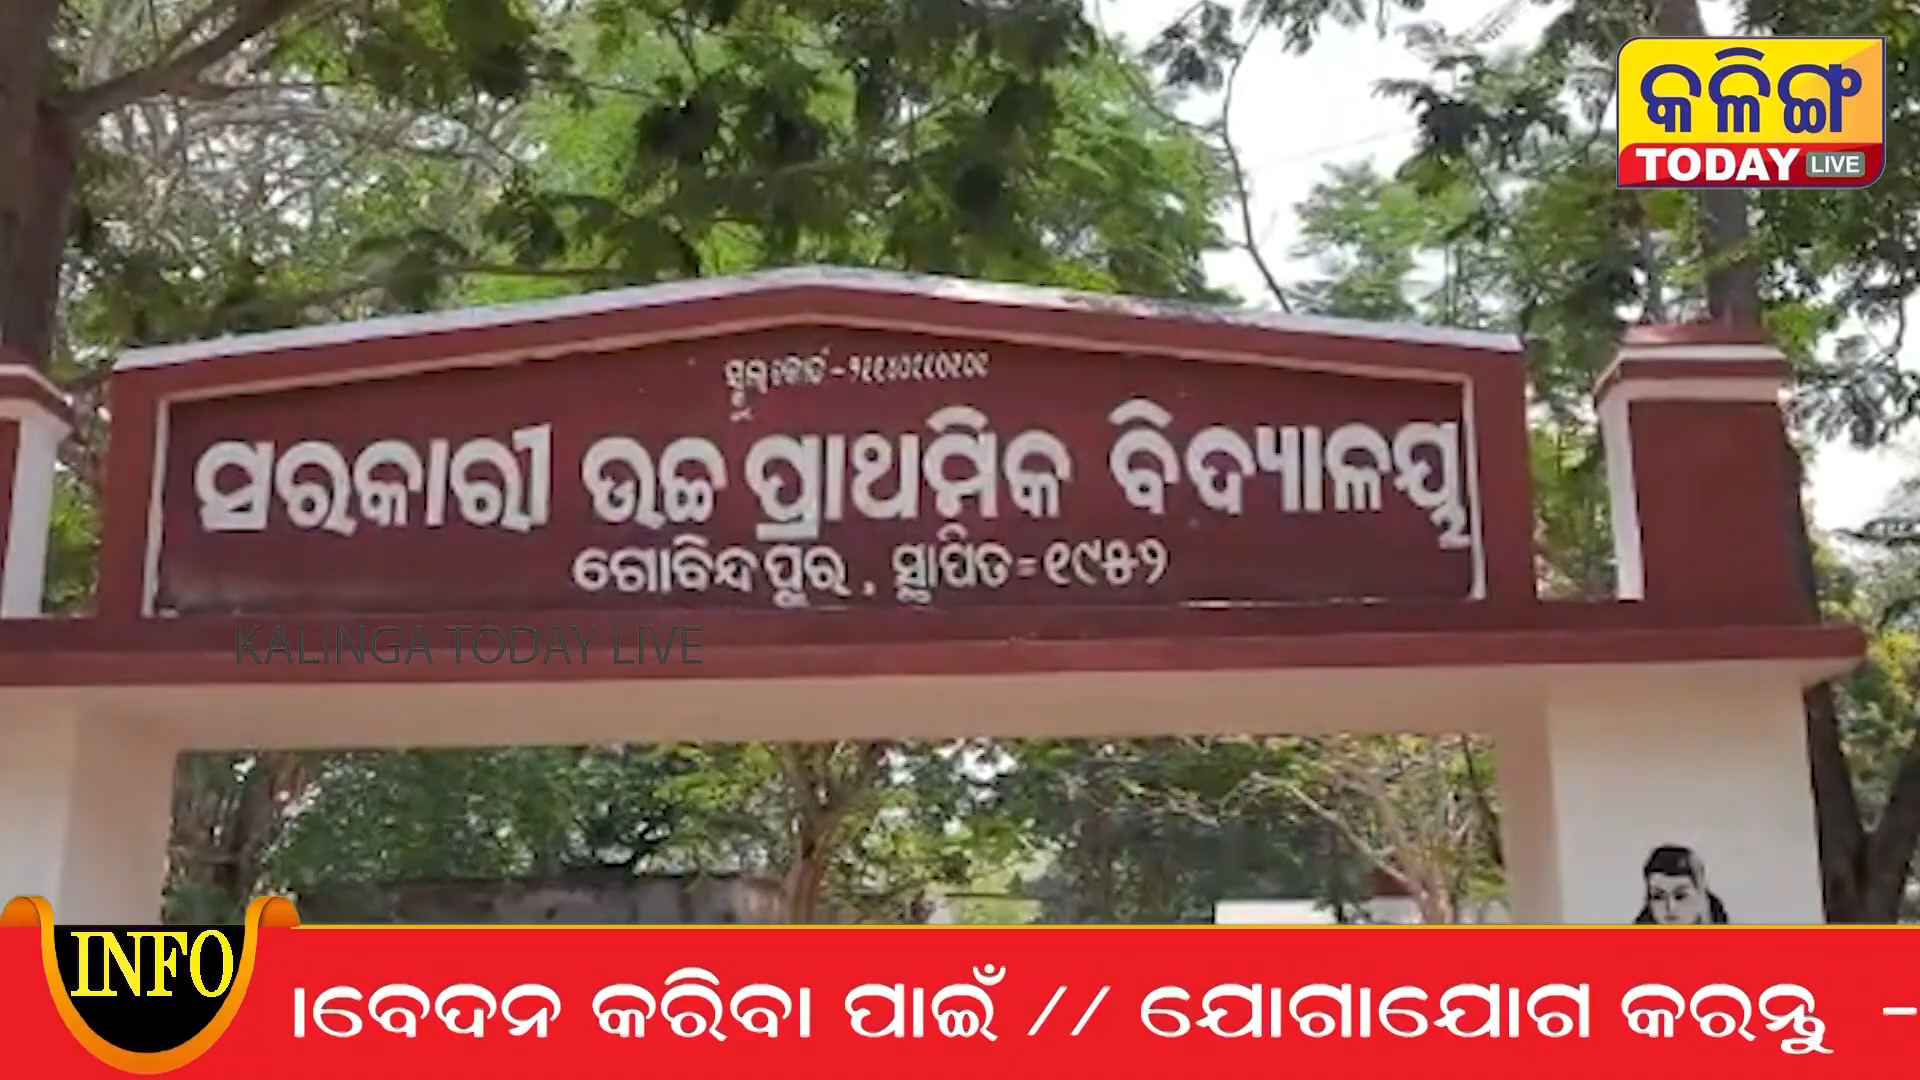 କଳିଙ୍ଗ
TODAY LIVE
ସ୍କୁଲ କୋଡ -
ସରକାରୀ ଉଚ୍ଚ ପ୍ରାଥମିକ ବିଦ୍ୟାଳୟ
ଗୋବିନ୍ଦପୁର , ସ୍ଥାପିତ = ୧୯୫୨
KALINGA TODAY LIVE
INFO
ାବେଦନ କରିବା ପାଇଁ // ଯୋଗାଯୋଗ କରନ୍ତୁ -